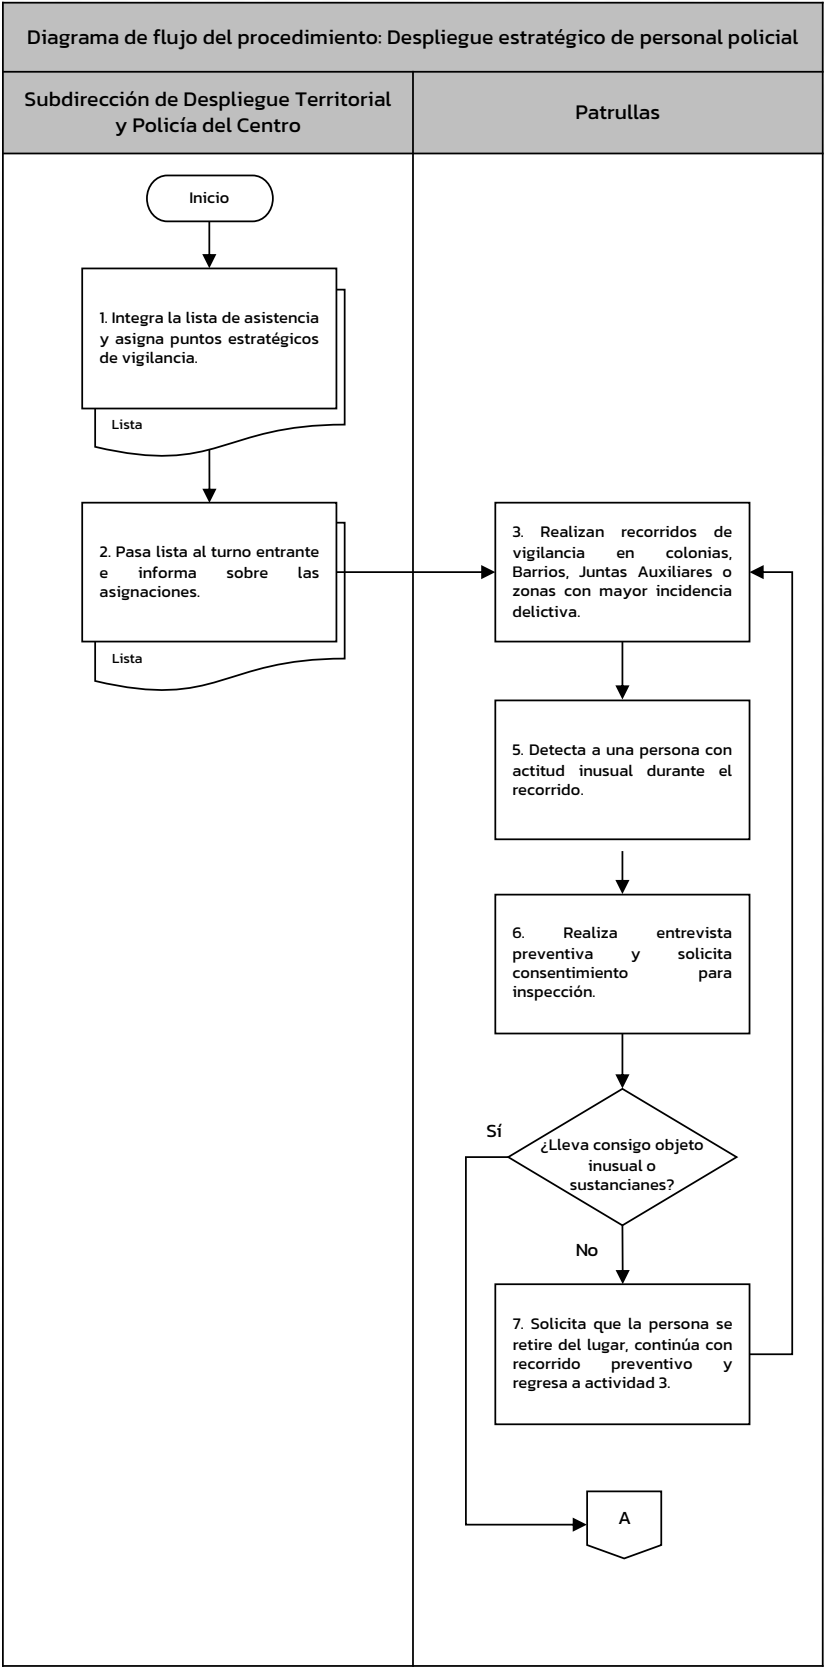 Diagrama de flujo del procedimiento: Despliegue estratégico de personal policial
Subdirección de Despliegue Territorial
y Policía del Centro
Patrullas
Inicio
1. Integra la lista de asistencia
y asigna puntos estratégicos
de vigilancia.
Lista
2. Pasa lista al turno entrante
e informa sobre las
asignaciones.
Lista
3. Realizan recorridos de
vigilancia en colonias,
Barrios, Juntas Auxiliares o
zonas con mayor incidencia
delictiva.
5. Detecta a una persona con
actitud inusual durante el
recorrido.
6. Realiza entrevista
preventiva y solicita
consentimiento para
inspección.
Sí
¿Lleva consigo objeto
inusual o
sustancianes?
No
7. Solicita que la persona se
retire del lugar, continúa con
recorrido preventivo y
regresa a actividad 3.
A